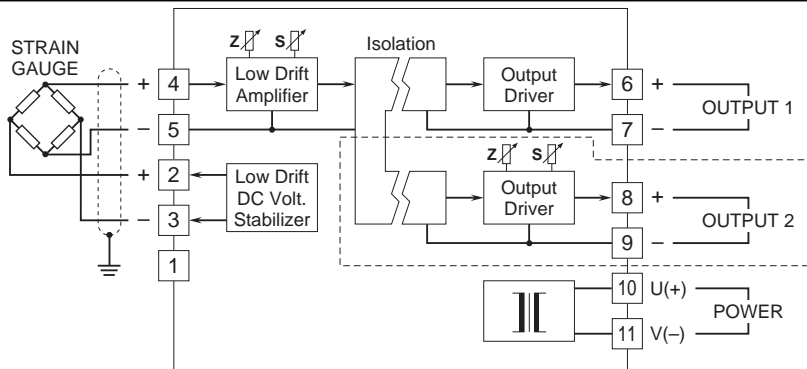 STRAIN
GAUGE
+ 4
− 5
+ 2
− 3
1
Z S
Low Drift
Amplifier
Low Drift
DC Volt.
Stabilizer
Isolation
Output
Driver
Z S
Output
Driver
6 +
7 −
OUTPUT 1
8 +
9 −
OUTPUT 2
10 U(+)
11 V(−)
POWER